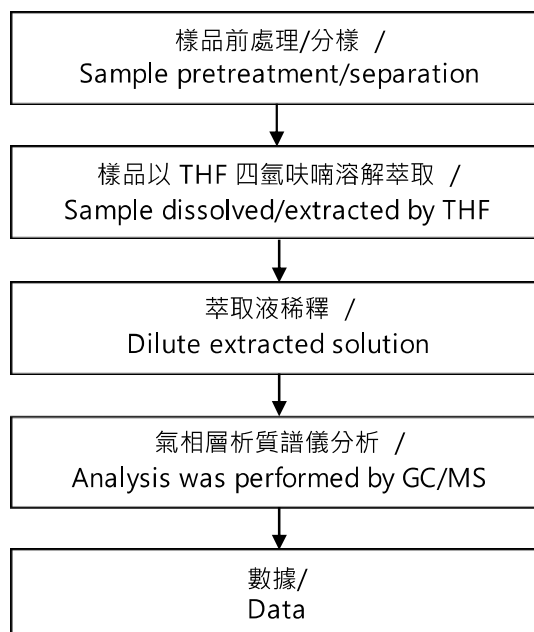 樣品前處理/分樣 /
Sample pretreatment/separation
樣品以 THF 四氫呋喃溶解萃取 /
Sample dissolved/extracted by THF
萃取液稀釋 /
Dilute extracted solution
氣相層析質譜儀分析 /
Analysis was performed by GC/MS
數據/
Data